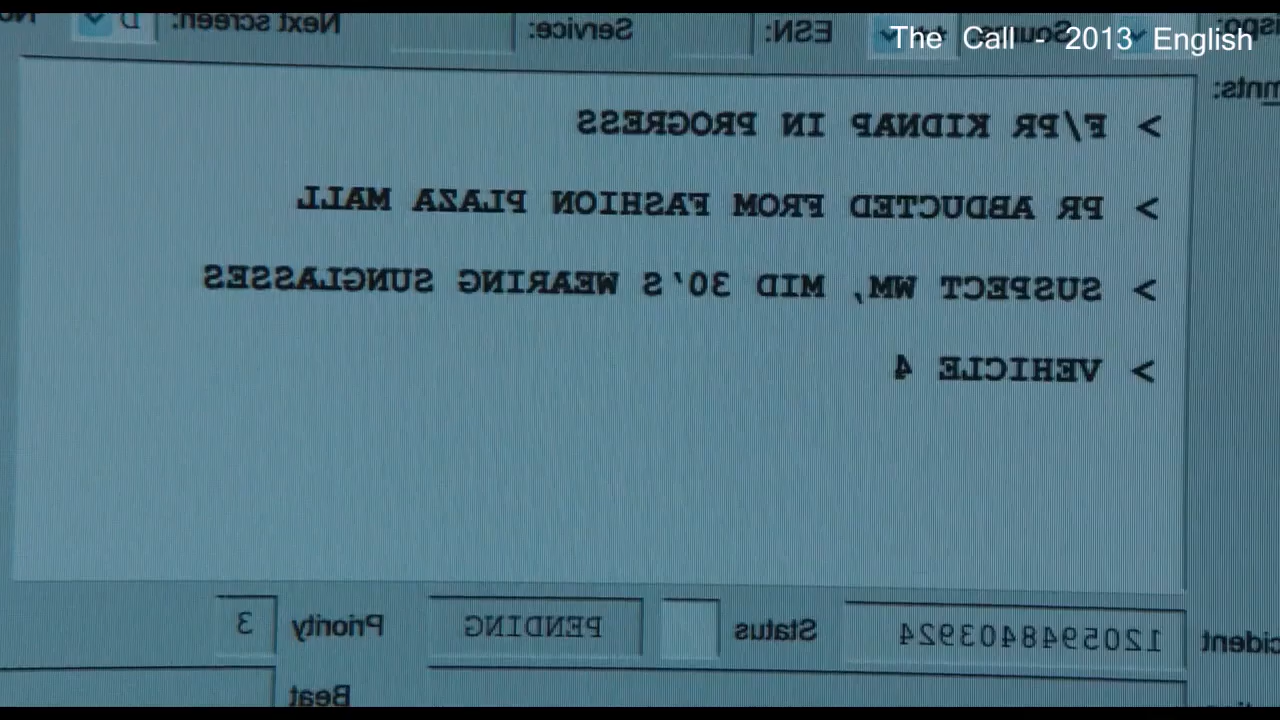 The Call - 2013 English
Source: ESN: Service: Next screen: D
> F/PR KIDNAP IN PROGRESS
> PR ABDUCTED FROM FASHION PLAZA MALL
> SUSPECT WM, MID 30'S WEARING SUNGLASSES
> VEHICLE 4
1205948403924 Status PENDING Priority 3
Beat